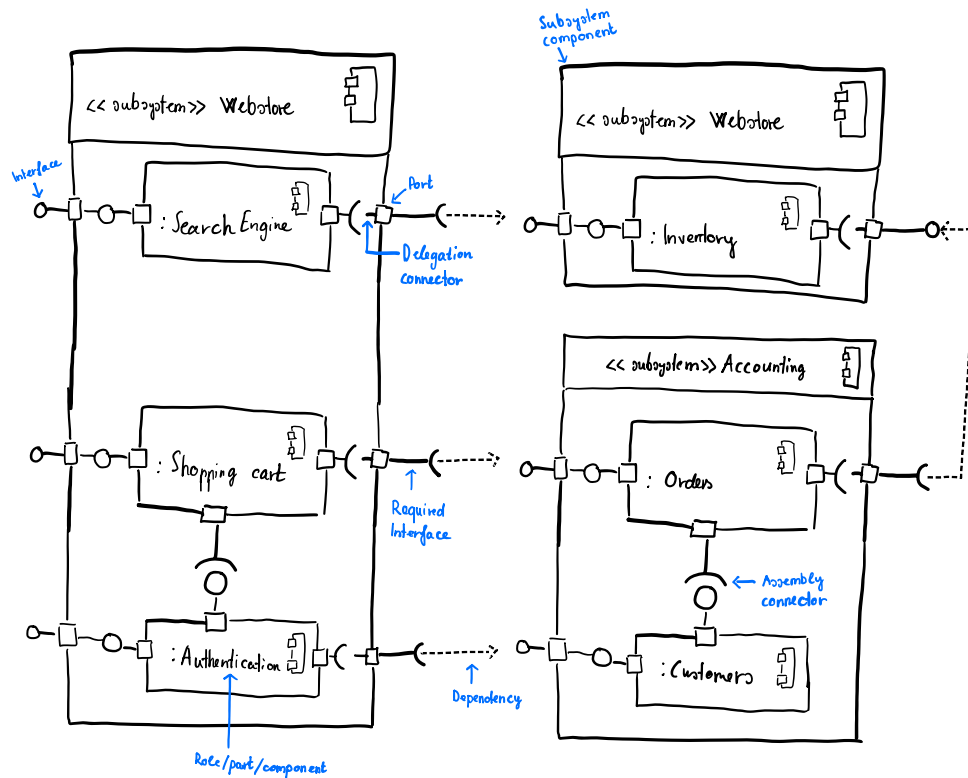 Subsystem
component
<< subsystem >> Webstore
<< subsystem >> Webstore
Interface
Port
: Search Engine
: Inventory
Delegation
connector
<< subsystem >> Accounting
: Shopping cart
: Orders
Required
Interface
Assembly
connector
: Authentication
: Customers
Dependency
Role/part/component